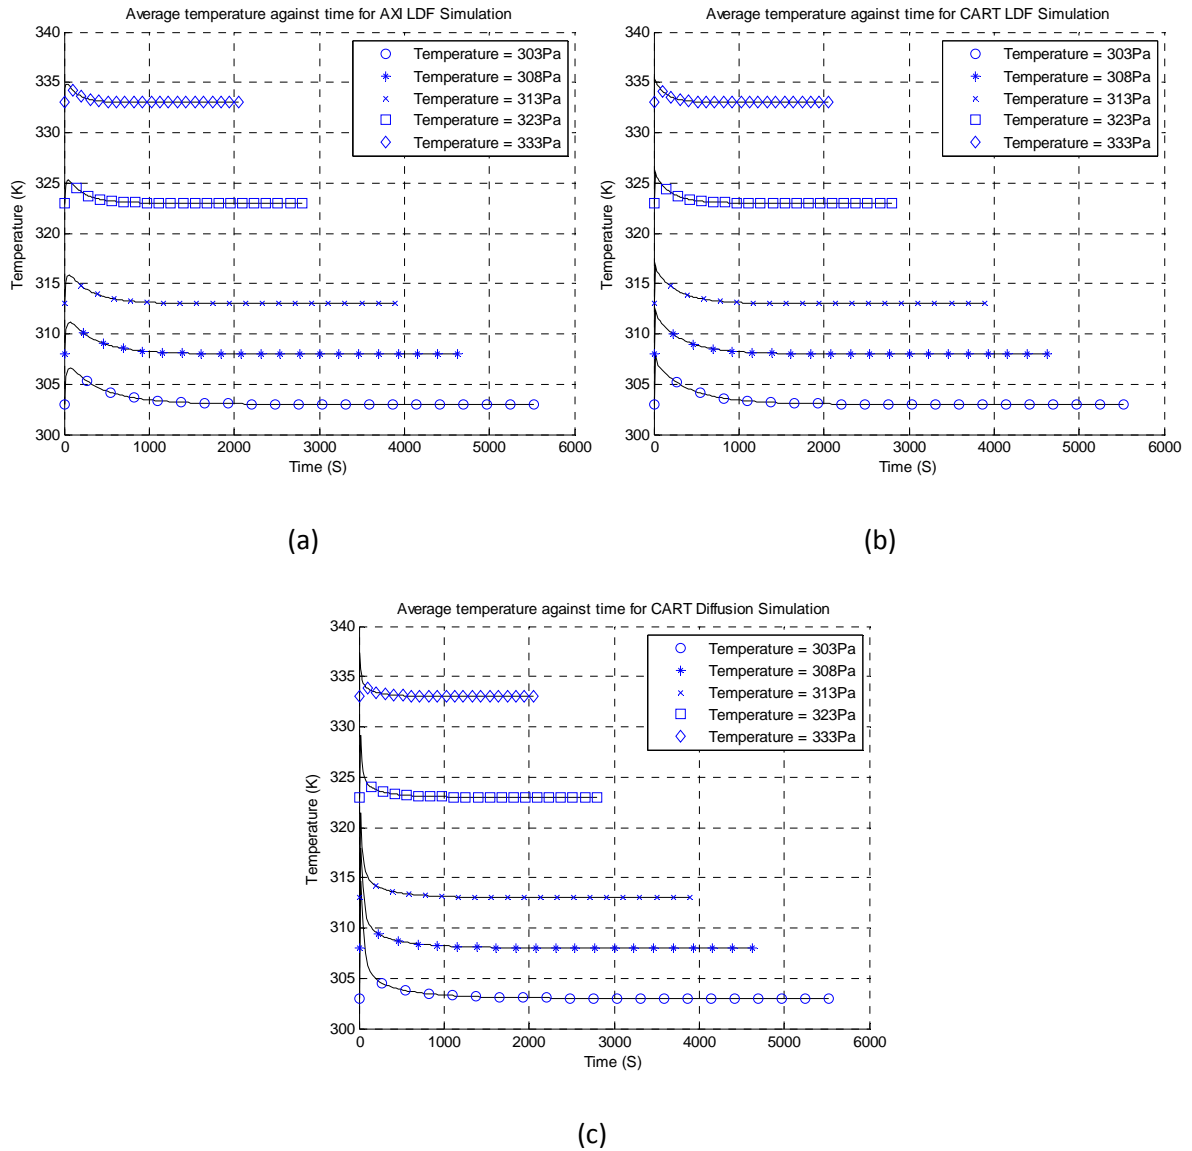 Average temperature against time for AXI LDF Simulation
340
335
330
325
320
315
310
305
300
Temperature (K)
0 1000 2000 3000 4000 5000 6000
Time (S)
Temperature = 303Pa
Temperature = 308Pa
Temperature = 313Pa
Temperature = 323Pa
Temperature = 333Pa
(a)
Average temperature against time for CART LDF Simulation
340
335
330
325
320
315
310
305
300
Temperature (K)
0 1000 2000 3000 4000 5000 6000
Time (S)
Temperature = 303Pa
Temperature = 308Pa
Temperature = 313Pa
Temperature = 323Pa
Temperature = 333Pa
(b)
Average temperature against time for CART Diffusion Simulation
340
335
330
325
320
315
310
305
300
Temperature (K)
0 1000 2000 3000 4000 5000 6000
Time (S)
Temperature = 303Pa
Temperature = 308Pa
Temperature = 313Pa
Temperature = 323Pa
Temperature = 333Pa
(c)